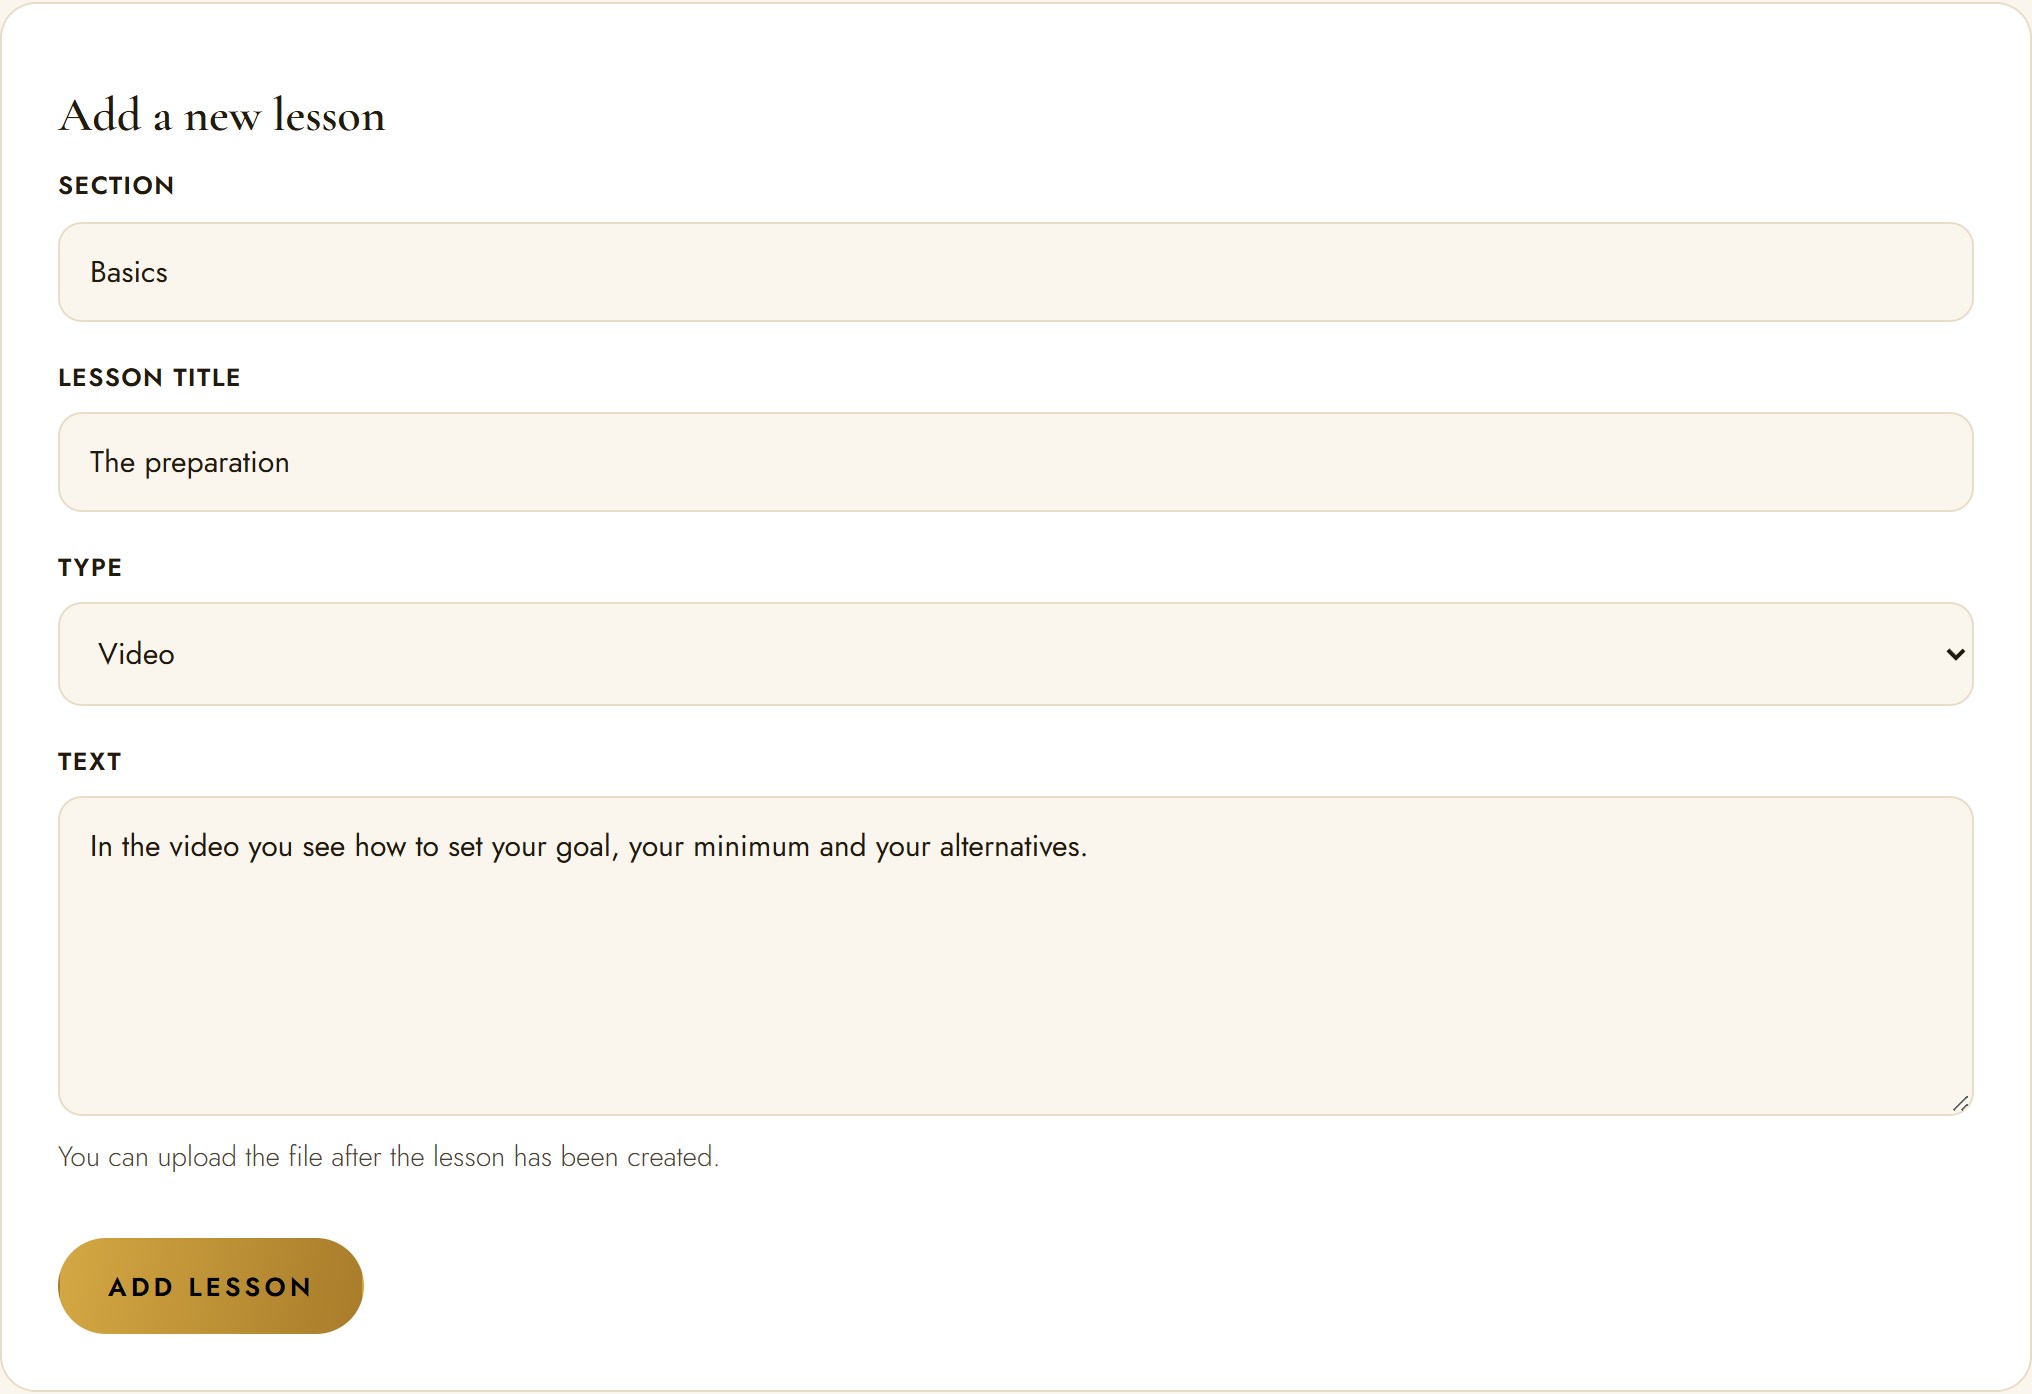 Add a new lesson
SECTION
Basics
LESSON TITLE
The preparation
TYPE
Video
TEXT
In the video you see how to set your goal, your minimum and your alternatives.
You can upload the file after the lesson has been created.
ADD LESSON